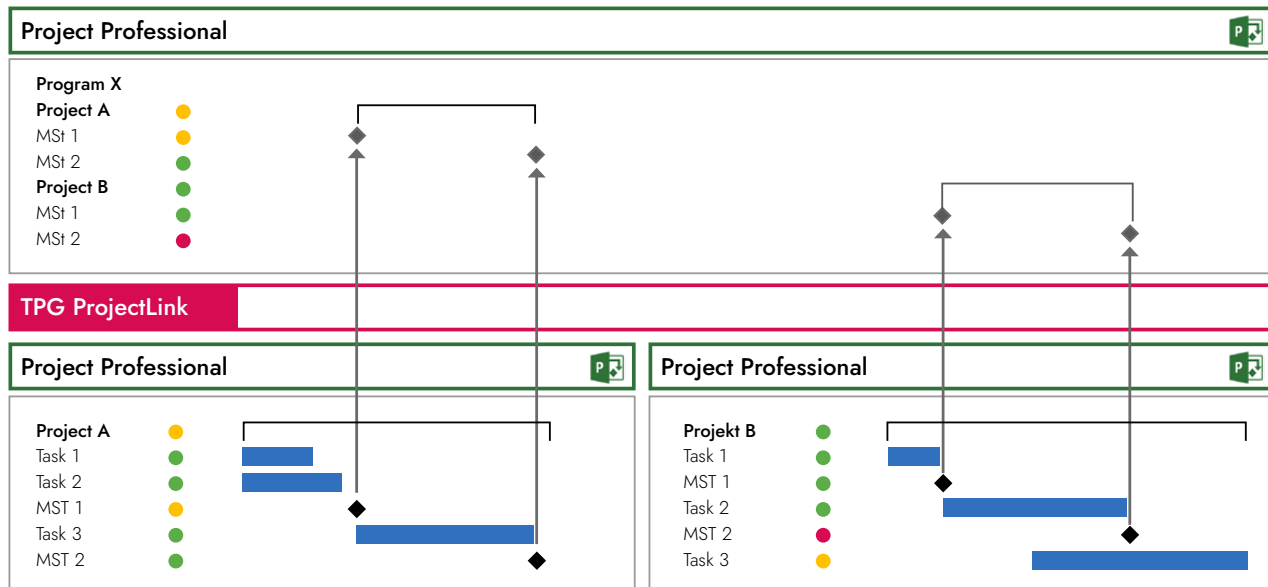 Project Professional
P
Program X
Project A
MSt 1
MSt 2
Project B
MSt 1
MSt 2
TPG ProjectLink
Project Professional
P
Project A
Task 1
Task 2
MST 1
Task 3
MST 2
Project Professional
P
Projekt B
Task 1
MST 1
Task 2
MST 2
Task 3